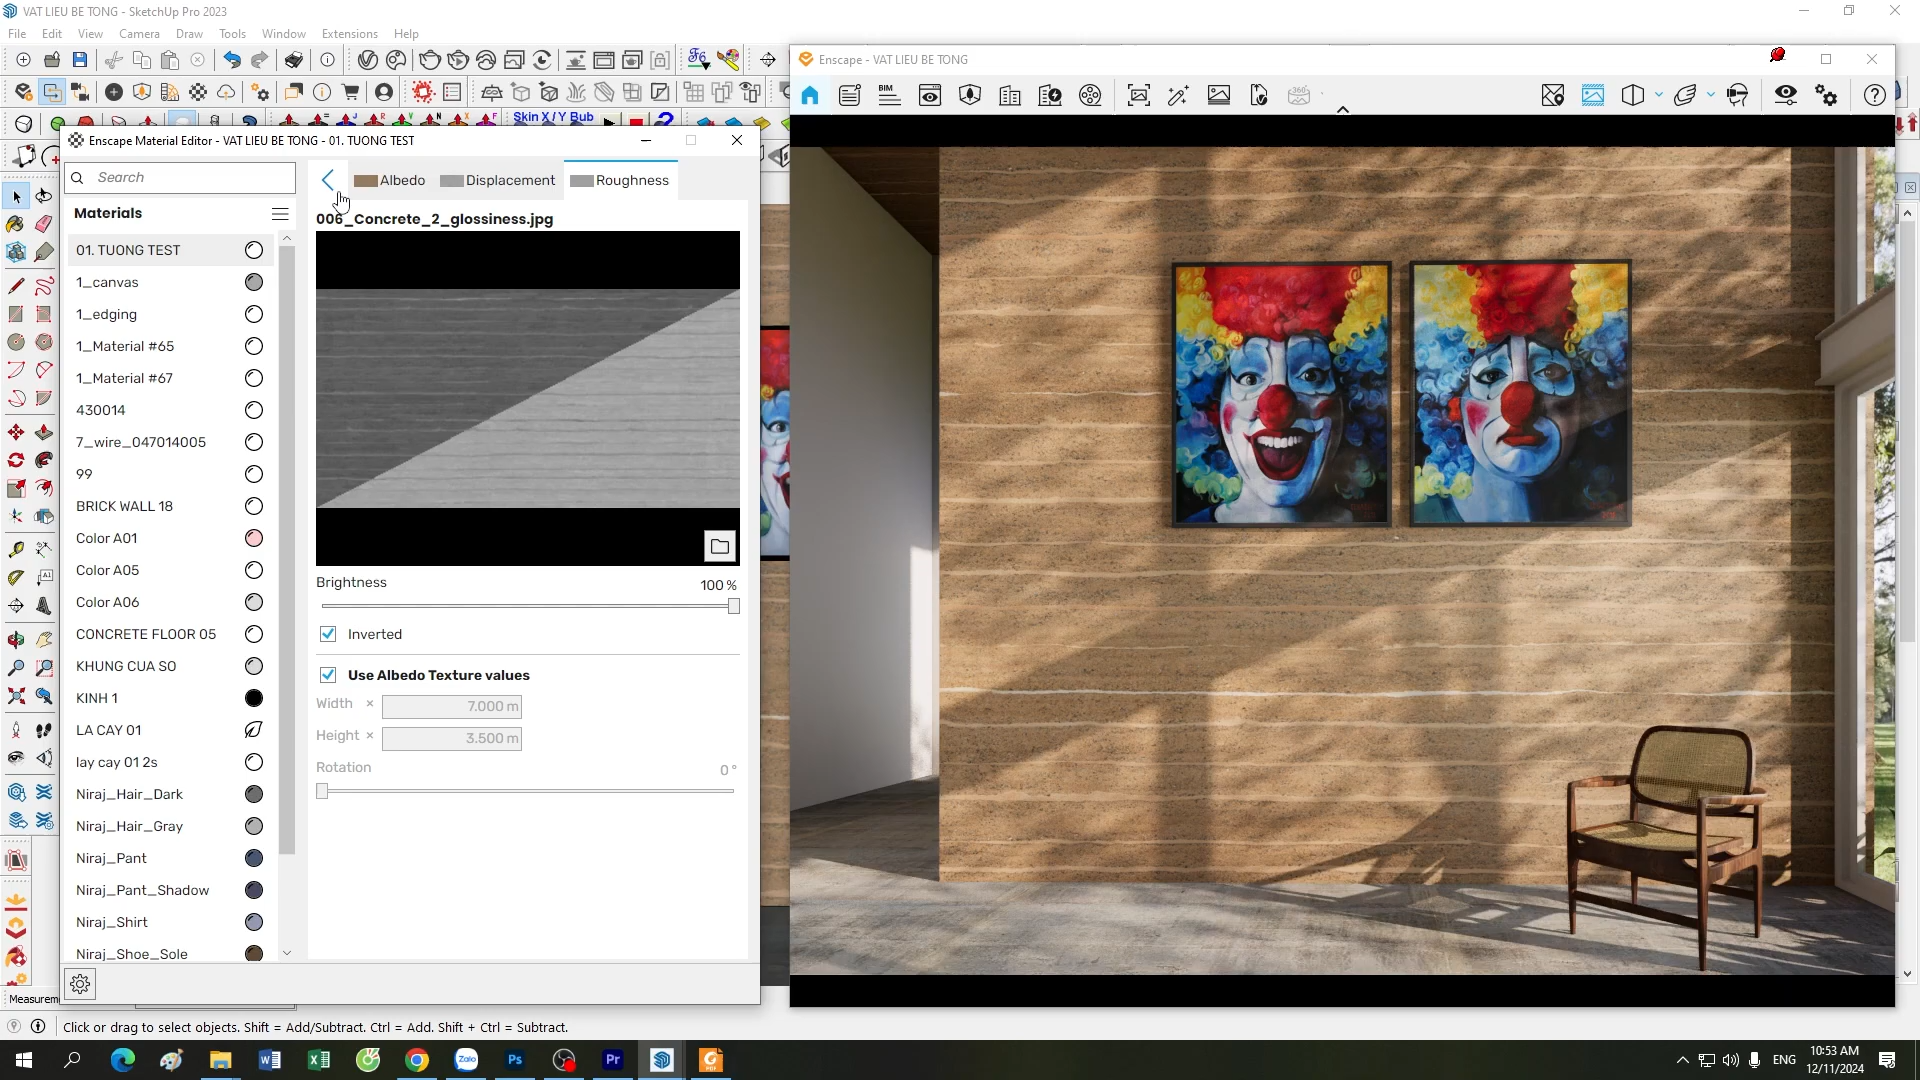 VAT LIEU BE TONG - SketchUp Pro 2023
File Edit View Camera Draw Tools Window Extensions Help
Enscape - VAT LIEU BE TONG
BIM
360°
Skin X / Y Bub
Enscape Material Editor - VAT LIEU BE TONG - 01. TUONG TEST
Search
Albedo Displacement Roughness
Materials
006_Concrete_2_glossiness.jpg
01. TUONG TEST
1_canvas
1_edging
1_Material #65
1_Material #67
430014
7_wire_047014005
99
BRICK WALL 18
Color A01
Color A05
Color A06
CONCRETE FLOOR 05
KHUNG CUA SO
KINH 1
LA CAY 01
lay cay 01 2s
Niraj_Hair_Dark
Niraj_Hair_Gray
Niraj_Pant
Niraj_Pant_Shadow
Niraj_Shirt
Niraj_Shoe_Sole
Brightness 100 %
Inverted
Use Albedo Texture values
Width × 7.000 m
Height × 3.500 m
Rotation 0 °
Measurem
Click or drag to select objects. Shift = Add/Subtract. Ctrl = Add. Shift + Ctrl = Subtract.
Zalo
Ps
Pr
ENG
10:53 AM
12/11/2024